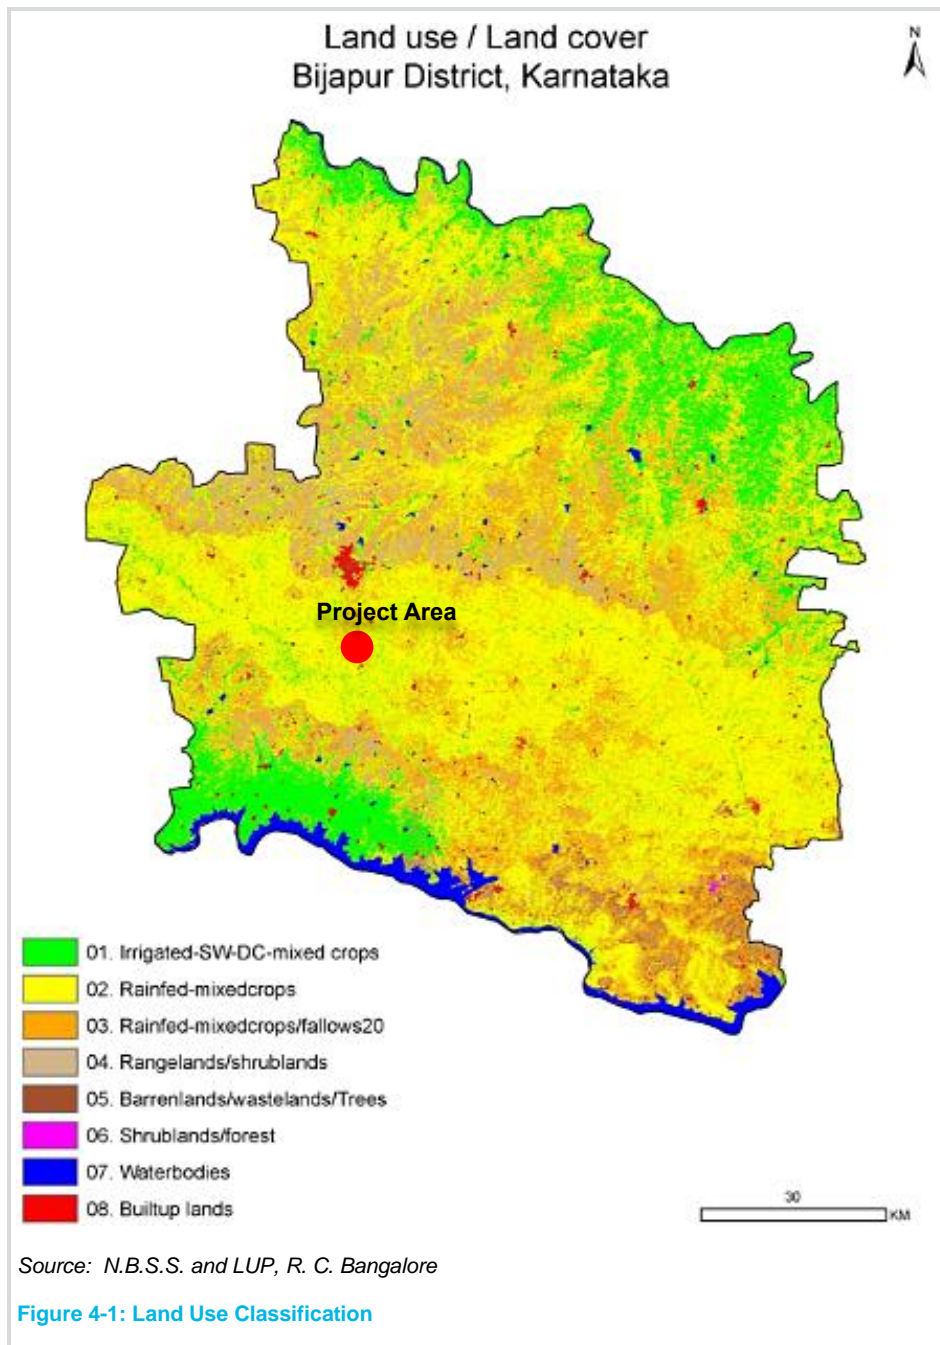 Land use / Land cover
Bijapur District, Karnataka
N
Project Area
01. Irrigated-SW-DC-mixed crops
02. Rainfed-mixedcrops
03. Rainfed-mixedcrops/fallows20
04. Rangelands/shrublands
05. Barrenlands/wastelands/Trees
06. Shrublands/forest
07. Waterbodies
08. Builtup lands
30
KM
Source: N.B.S.S. and LUP, R. C. Bangalore
Figure 4-1: Land Use Classification